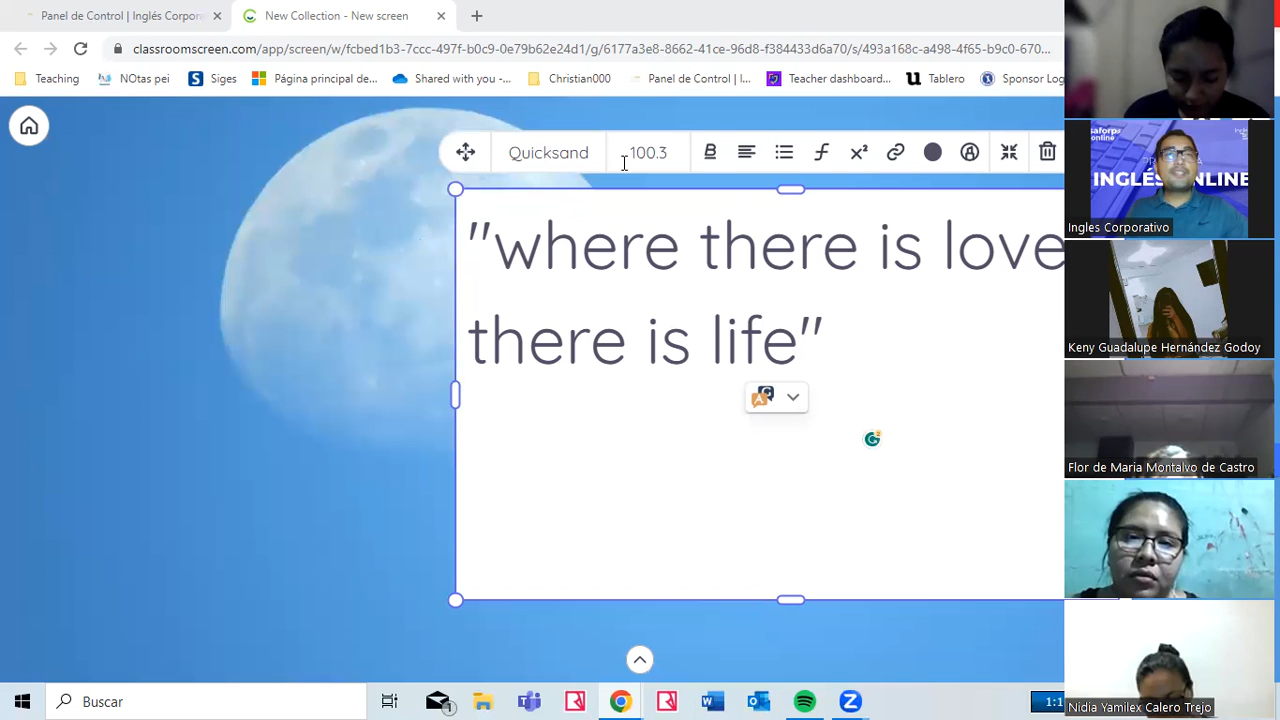 Panel de Control | Inglés Corpora
New Collection - New screen
classroomscreen.com/app/screen/w/fcbed1b3-7ccc-497f-b0c9-0e79b62e24d1/g/6177a3e8-8662-41ce-96d8-f384433d6a70/s/493a168c-a498-4f65-b9c0-670...
Teaching
NOtas pei
Siges
Página principal de...
Shared with you -...
Christian000
Panel de Control | I...
Teacher dashboard...
Tablero
Sponsor Log
Quicksand
100.3
"where there is love
there is life"
INGLÉS ONLINE
Ingles Corporativo
Keny Guadalupe Hernández Godoy
Flor de Maria Montalvo de Castro
Nidia Yamilex Calero Trejo
Buscar